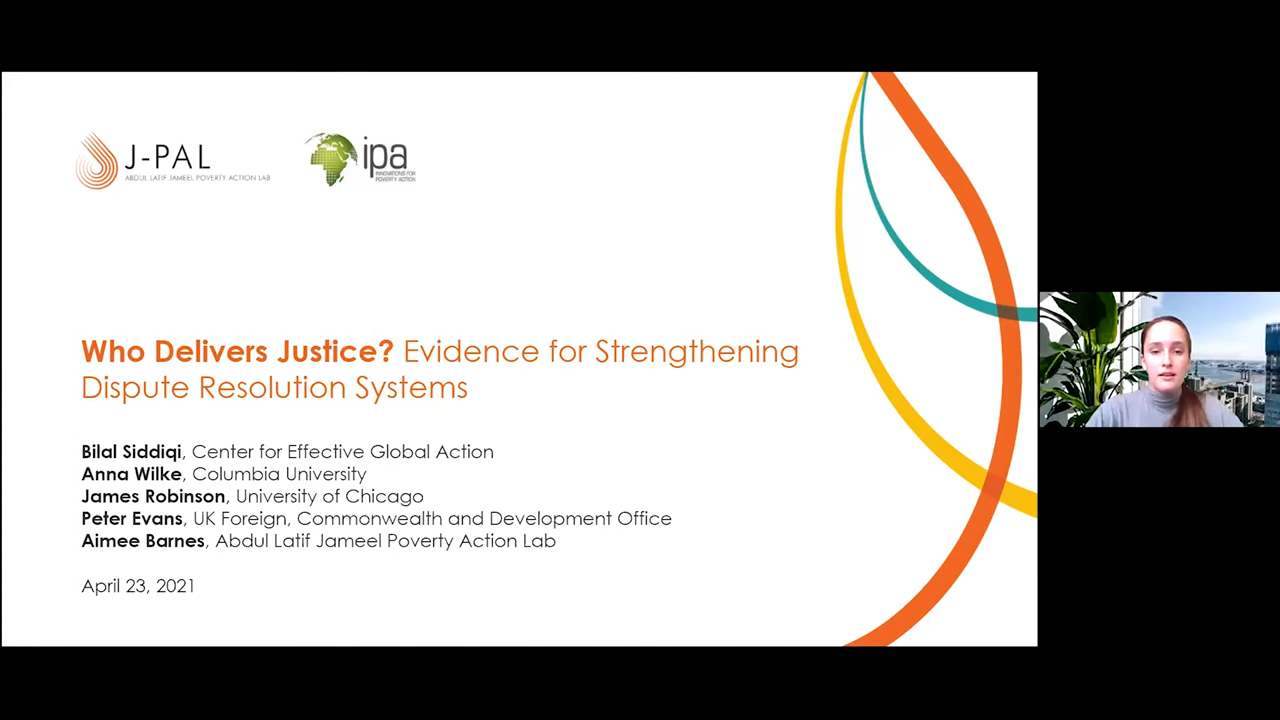 J-PAL
ABDUL LATIF JAMEEL POVERTY ACTION LAB
ipa
INNOVATIONS FOR
POVERTY ACTION
Who Delivers Justice? Evidence for Strengthening
Dispute Resolution Systems
Bilal Siddiqi, Center for Effective Global Action
Anna Wilke, Columbia University
James Robinson, University of Chicago
Peter Evans, UK Foreign, Commonwealth and Development Office
Aimee Barnes, Abdul Latif Jameel Poverty Action Lab
April 23, 2021